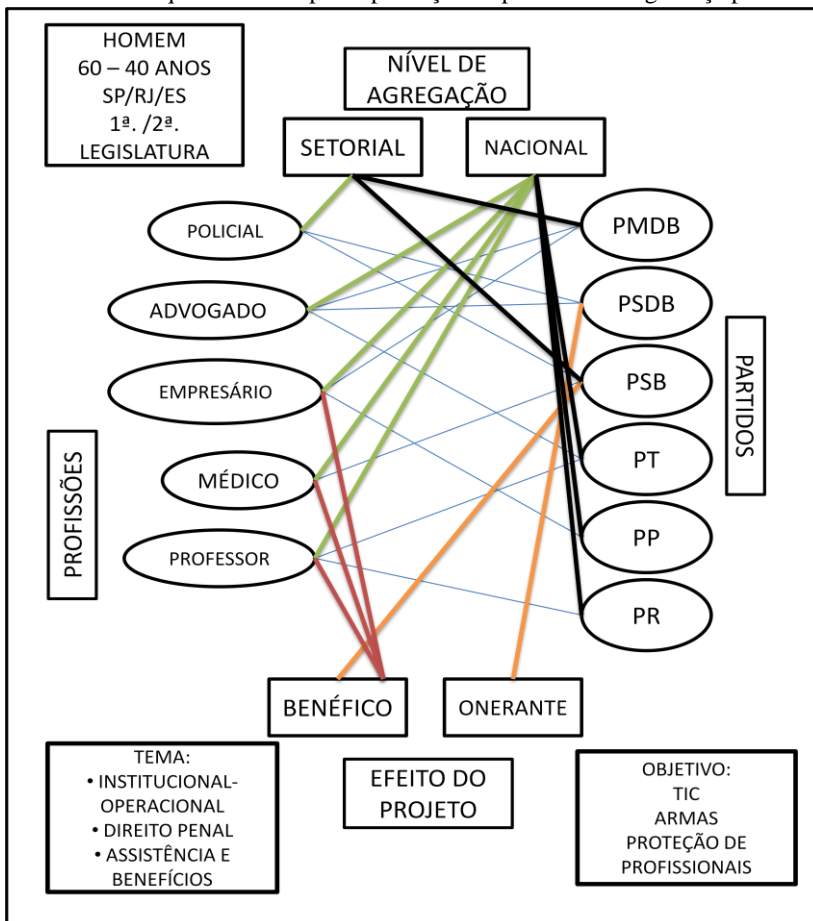 HOMEM
60 – 40 ANOS
SP/RJ/ES
1ª. /2ª.
LEGISLATURA
NÍVEL DE
AGREGAÇÃO
SETORIAL
NACIONAL
POLICIAL
ADVOGADO
EMPRESÁRIO
MÉDICO
PROFESSOR
PROFISSÕES
PMDB
PSDB
PSB
PT
PP
PR
PARTIDOS
BENÉFICO
ONERANTE
EFEITO DO
PROJETO
TEMA:
• INSTITUCIONAL-
OPERACIONAL
• DIREITO PENAL
• ASSISTÊNCIA E
BENEFÍCIOS
OBJETIVO:
TIC
ARMAS
PROTEÇÃO DE
PROFISSIONAIS